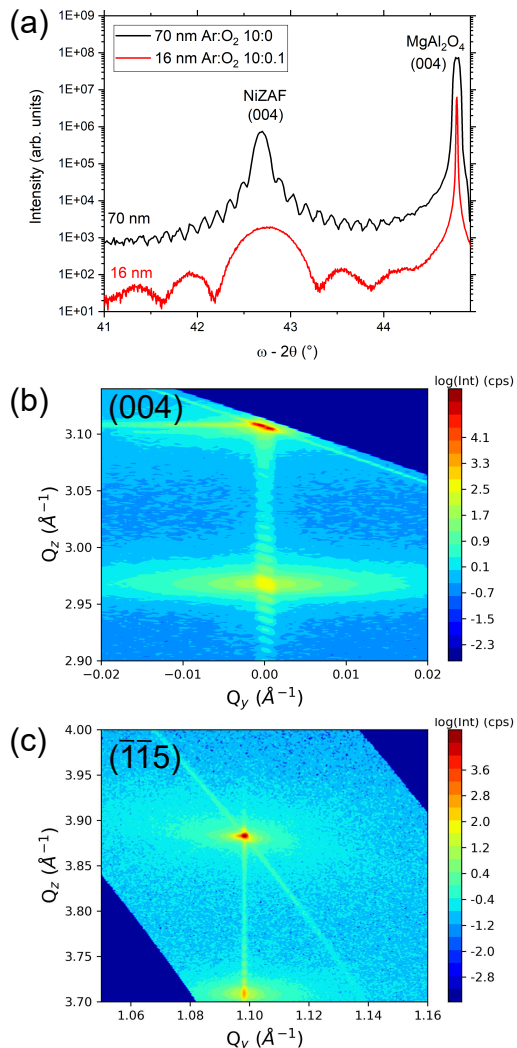 (a)
1E+09
1E+08
1E+07
1E+06
1E+05
1E+04
1E+03
1E+02
1E+01
Intensity (arb. units)
70 nm Ar:O₂ 10:0
16 nm Ar:O₂ 10:0.1
MgAl₂O₄
(004)
NiZAF
(004)
70 nm
16 nm
41 42 43 44
ω - 2θ (°)
(b)
(004)
log(Int) (cps)
3.10
3.05
3.00
2.95
2.90
Q_z (Å⁻¹)
−0.02 −0.01 0.00 0.01 0.02
Q_y (Å⁻¹)
4.1
3.3
2.5
1.7
0.9
0.1
-0.7
-1.5
-2.3
(c)
(1̅1̅5)
log(Int) (cps)
4.00
3.95
3.90
3.85
3.80
3.75
3.70
Q_z (Å⁻¹)
1.06 1.08 1.10 1.12 1.14 1.16
Q_y (Å⁻¹)
3.6
2.8
2.0
1.2
0.4
-0.4
-1.2
-2.0
-2.8